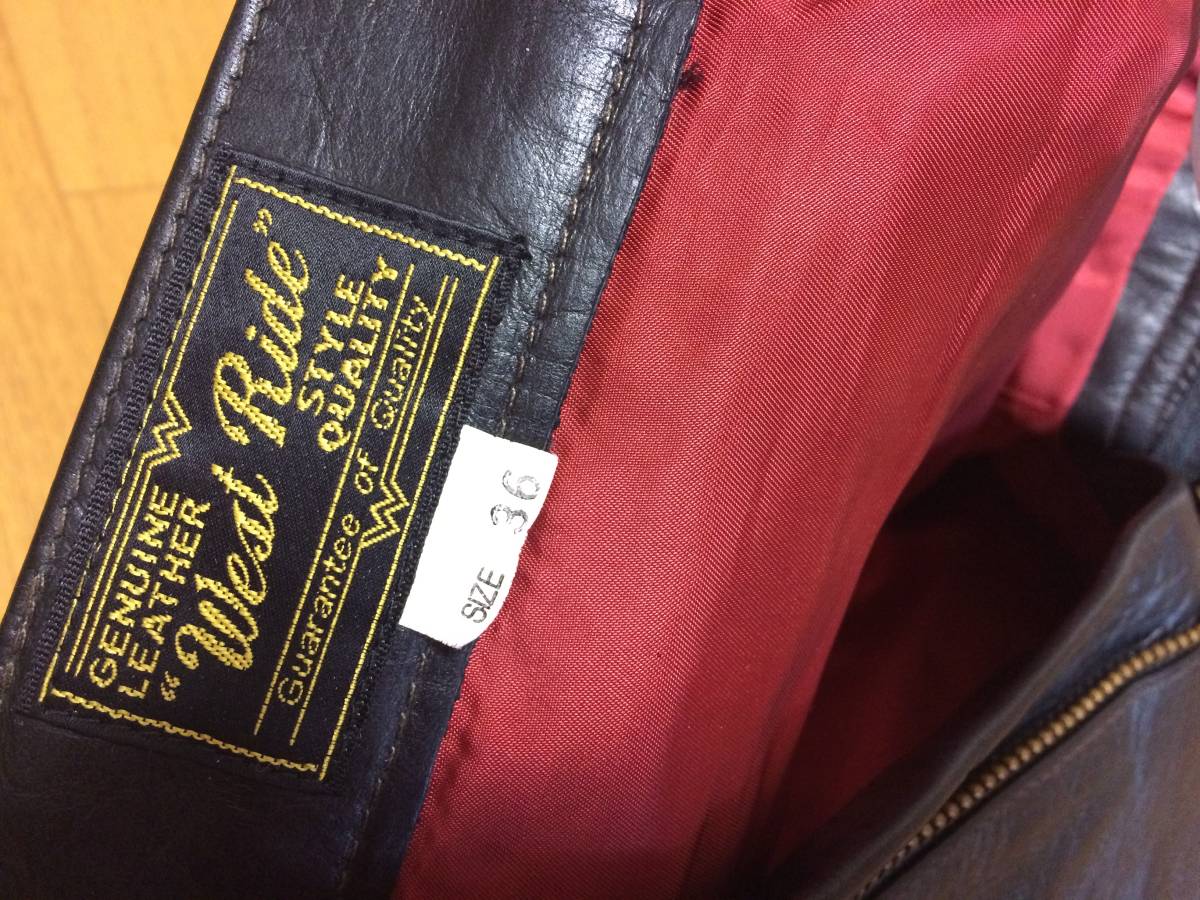 GENUINE
LEATHER
STYLE
QUALITY
"West Ride"
Guarantee of Quality
SIZE 36